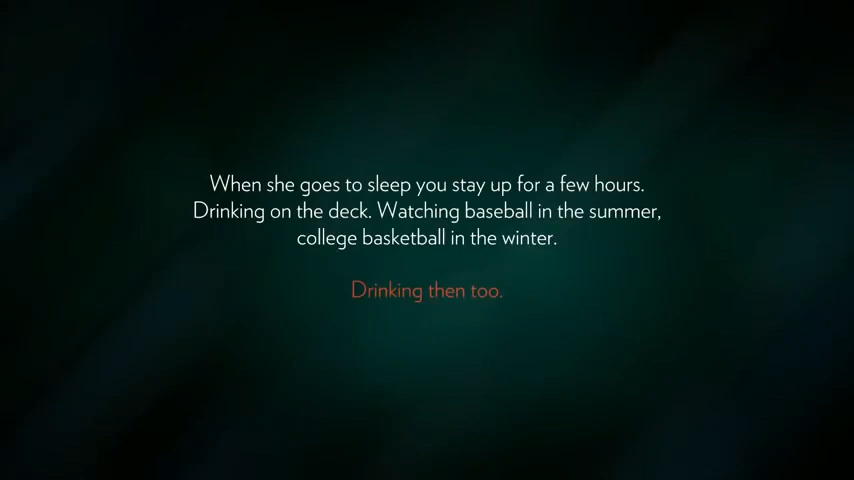 When she goes to sleep you stay up for a few hours.
Drinking on the deck. Watching baseball in the summer,
college basketball in the winter.
Drinking then too.